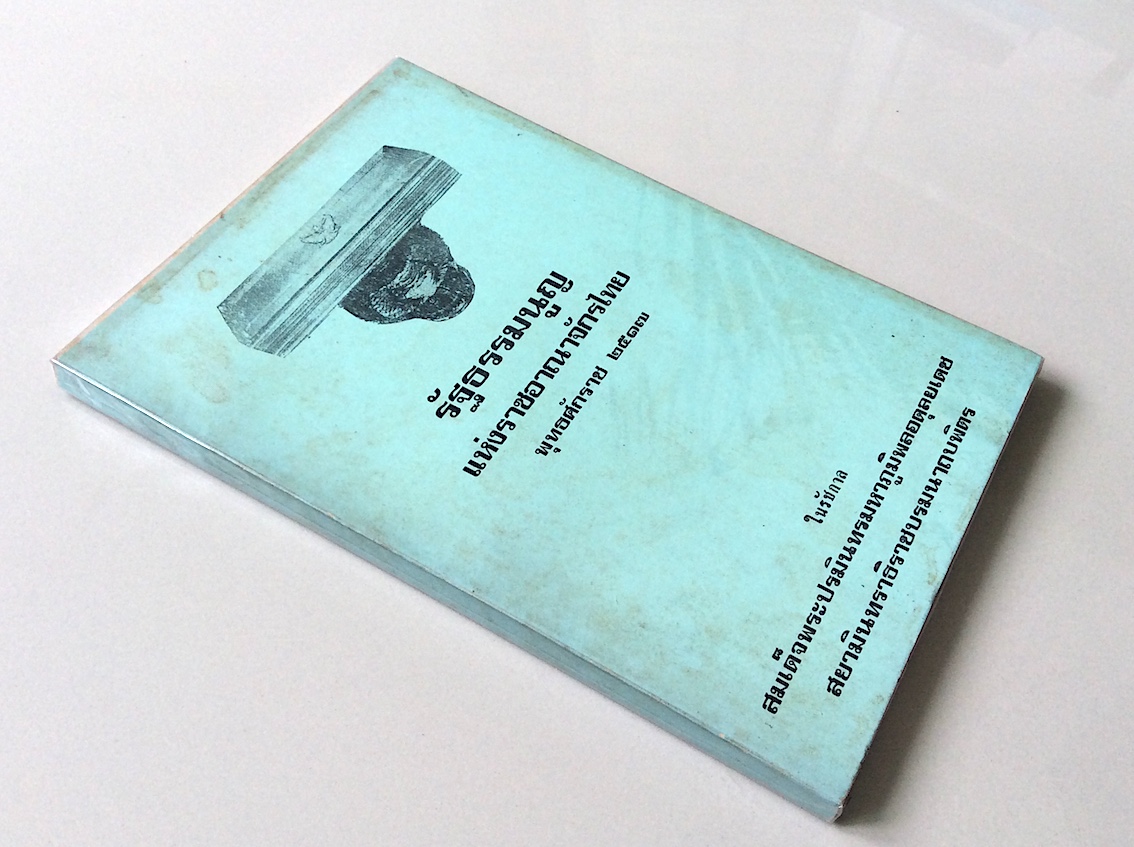 รัฐธรรมนูญ
แห่งราชอาณาจักรไทย
พุทธศักราช ๒๕๑๗
ในรัชกาล
สมเด็จพระปรมินทรมหาภูมิพลอดุลยเดช
สยามินทราธิราชบรมนาถบพิตร